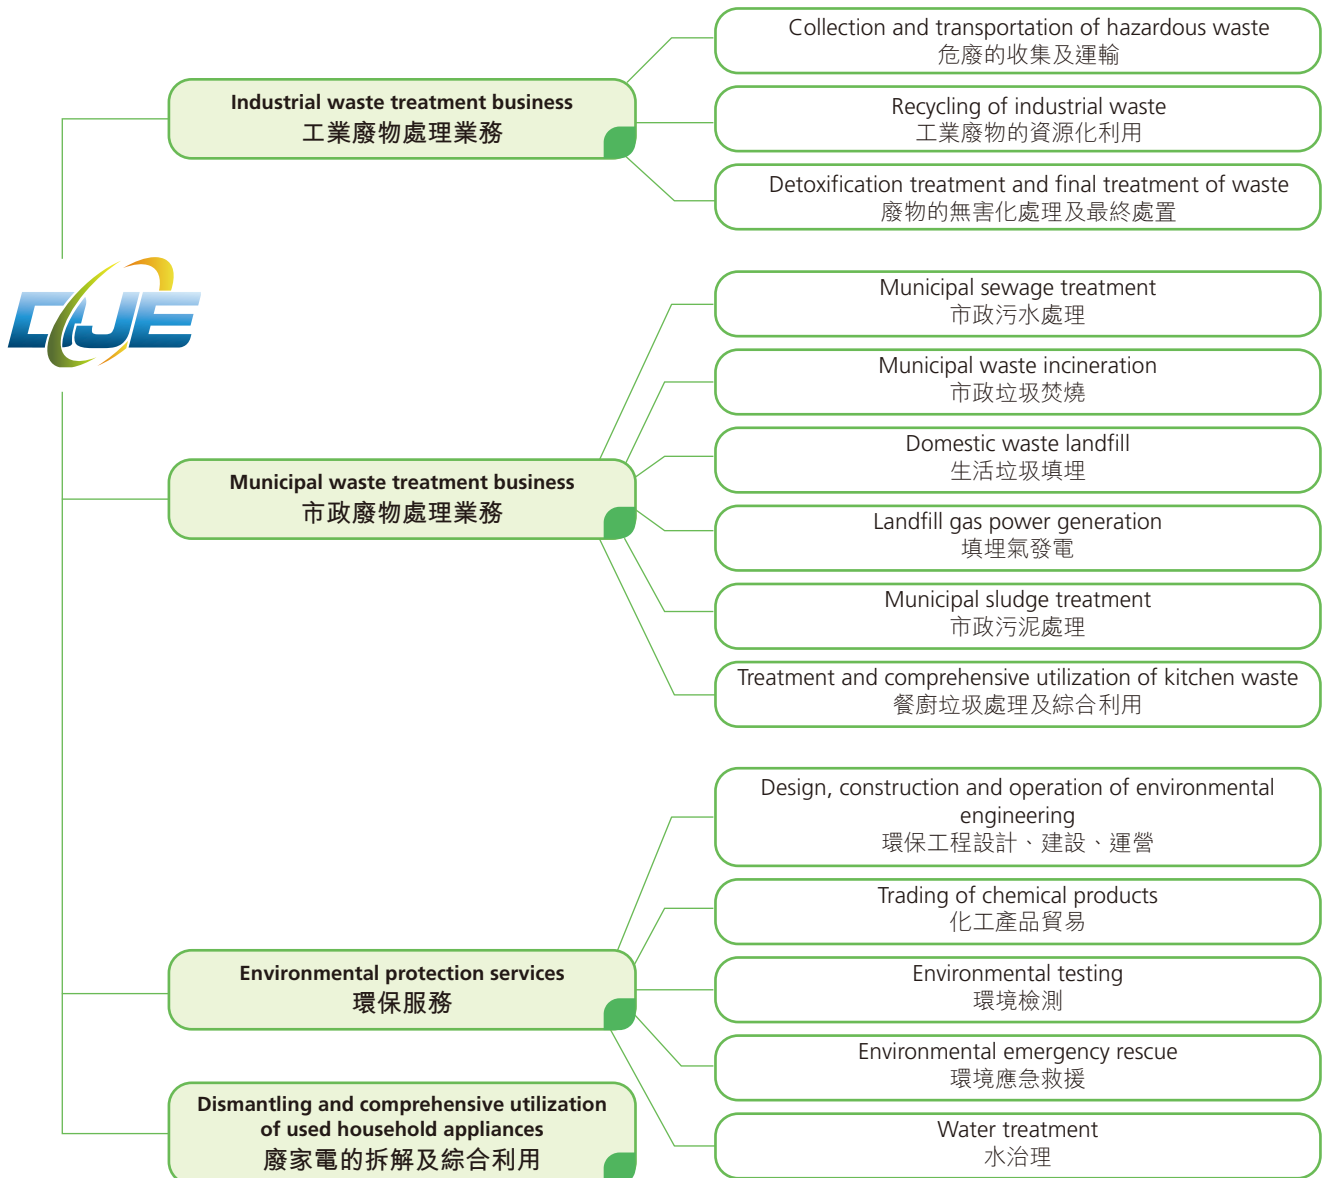 Collection and transportation of hazardous waste
危廢的收集及運輸
Industrial waste treatment business
工業廢物處理業務
Recycling of industrial waste
工業廢物的資源化利用
Detoxification treatment and final treatment of waste
廢物的無害化處理及最終處置
Municipal sewage treatment
市政污水處理
Municipal waste incineration
市政垃圾焚燒
Domestic waste landfill
生活垃圾填埋
Municipal waste treatment business
市政廢物處理業務
Landfill gas power generation
填埋氣發電
Municipal sludge treatment
市政污泥處理
Treatment and comprehensive utilization of kitchen waste
餐廚垃圾處理及綜合利用
Design, construction and operation of environmental
engineering
環保工程設計、建設、運營
Trading of chemical products
化工產品貿易
Environmental protection services
環保服務
Environmental testing
環境檢測
Environmental emergency rescue
環境應急救援
Dismantling and comprehensive utilization
of used household appliances
廢家電的拆解及綜合利用
Water treatment
水治理